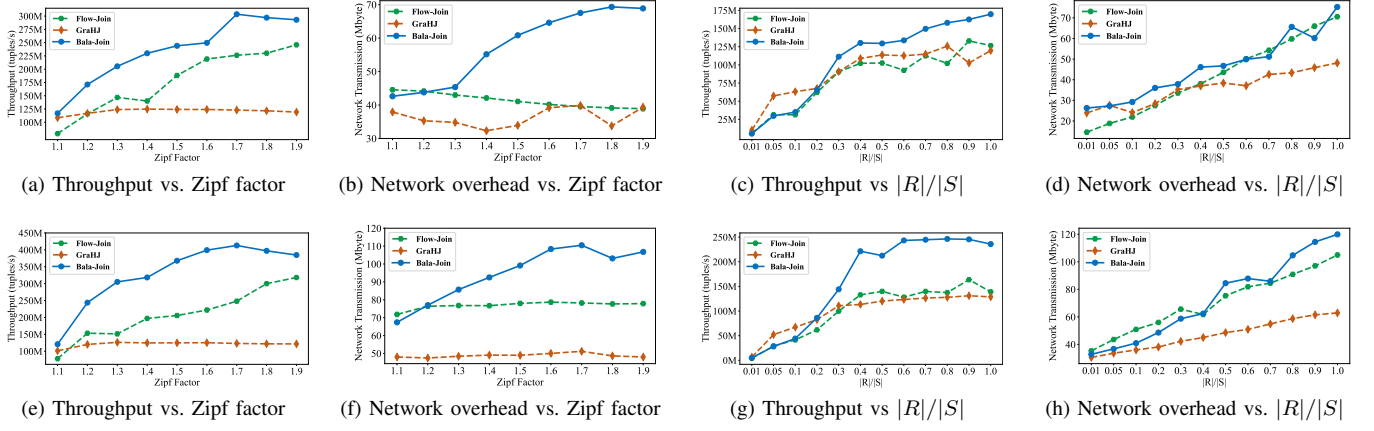 Throughput (tuples/s)
300M
275M
250M
225M
200M
175M
150M
125M
100M
Flow-Join
GraHJ
Bala-Join
1.1 1.2 1.3 1.4 1.5 1.6 1.7 1.8 1.9
Zipf Factor
(a) Throughput vs. Zipf factor
Network Transmission (Mbyte)
70
60
50
40
30
Flow-Join
GraHJ
Bala-Join
1.1 1.2 1.3 1.4 1.5 1.6 1.7 1.8 1.9
Zipf Factor
(b) Network overhead vs. Zipf factor
Throughput (tuples/s)
175M
150M
125M
100M
75M
50M
25M
Flow-Join
GraHJ
Bala-Join
0.01 0.05 0.1 0.2 0.3 0.4 0.5 0.6 0.7 0.8 0.9 1.0
|R|/|S|
(c) Throughput vs |R|/|S|
Network Transmission (Mbyte)
70
60
50
40
30
20
Flow-Join
GraHJ
Bala-Join
0.01 0.05 0.1 0.2 0.3 0.4 0.5 0.6 0.7 0.8 0.9 1.0
|R|/|S|
(d) Network overhead vs. |R|/|S|
Throughput (tuples/s)
450M
400M
350M
300M
250M
200M
150M
100M
Flow-Join
GraHJ
Bala-Join
1.1 1.2 1.3 1.4 1.5 1.6 1.7 1.8 1.9
Zipf Factor
(e) Throughput vs. Zipf factor
Network Transmission (Mbyte)
120
110
100
90
80
70
60
50
Flow-Join
GraHJ
Bala-Join
1.1 1.2 1.3 1.4 1.5 1.6 1.7 1.8 1.9
Zipf Factor
(f) Network overhead vs. Zipf factor
Throughput (tuples/s)
250M
200M
150M
100M
50M
0M
Flow-Join
GraHJ
Bala-Join
0.01 0.05 0.1 0.2 0.3 0.4 0.5 0.6 0.7 0.8 0.9 1.0
|R|/|S|
(g) Throughput vs |R|/|S|
Network Transmission (Mbyte)
120
100
80
60
40
Flow-Join
GraHJ
Bala-Join
0.01 0.05 0.1 0.2 0.3 0.4 0.5 0.6 0.7 0.8 0.9 1.0
|R|/|S|
(h) Network overhead vs. |R|/|S|